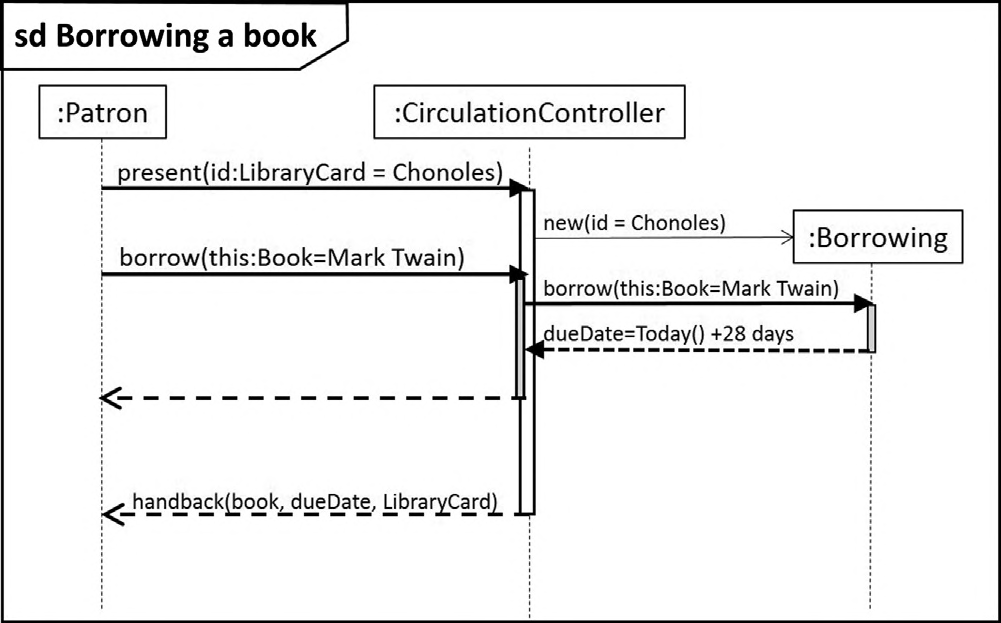 sd Borrowing a book
:Patron
:CirculationController
present(id:LibraryCard = Chonoles)
new(id = Chonoles)
:Borrowing
borrow(this:Book=Mark Twain)
borrow(this:Book=Mark Twain)
dueDate=Today() +28 days
handback(book, dueDate, LibraryCard)